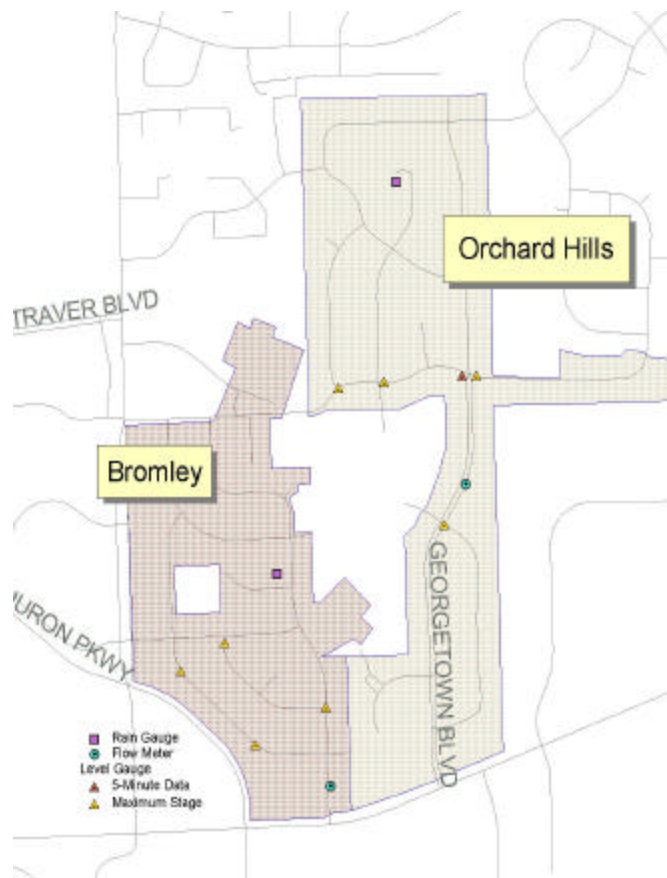 Orchard Hills
TRAVER BLVD
Bromley
GEORGETOWN BLVD
URON PKWY
Rain Gauge
Flow Meter
Level Gauge
5-Minute Data
Maximum Stage